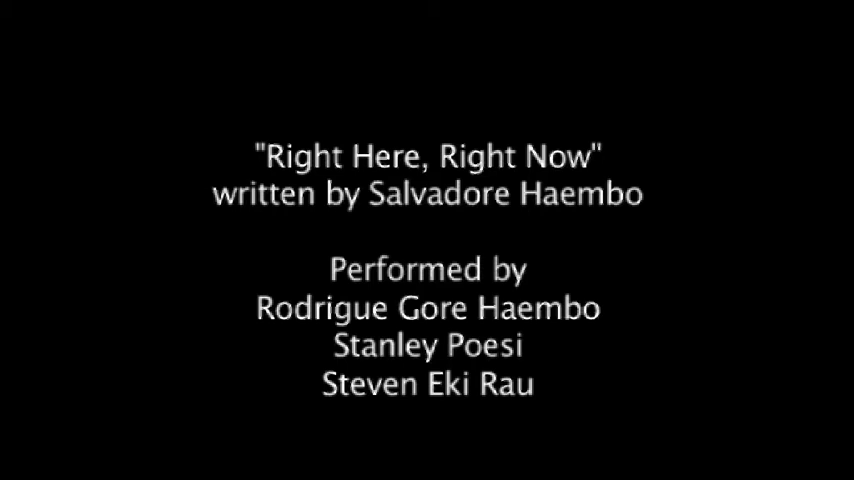 "Right Here, Right Now"
written by Salvadore Haembo
Performed by
Rodrigue Gore Haembo
Stanley Poesi
Steven Eki Rau